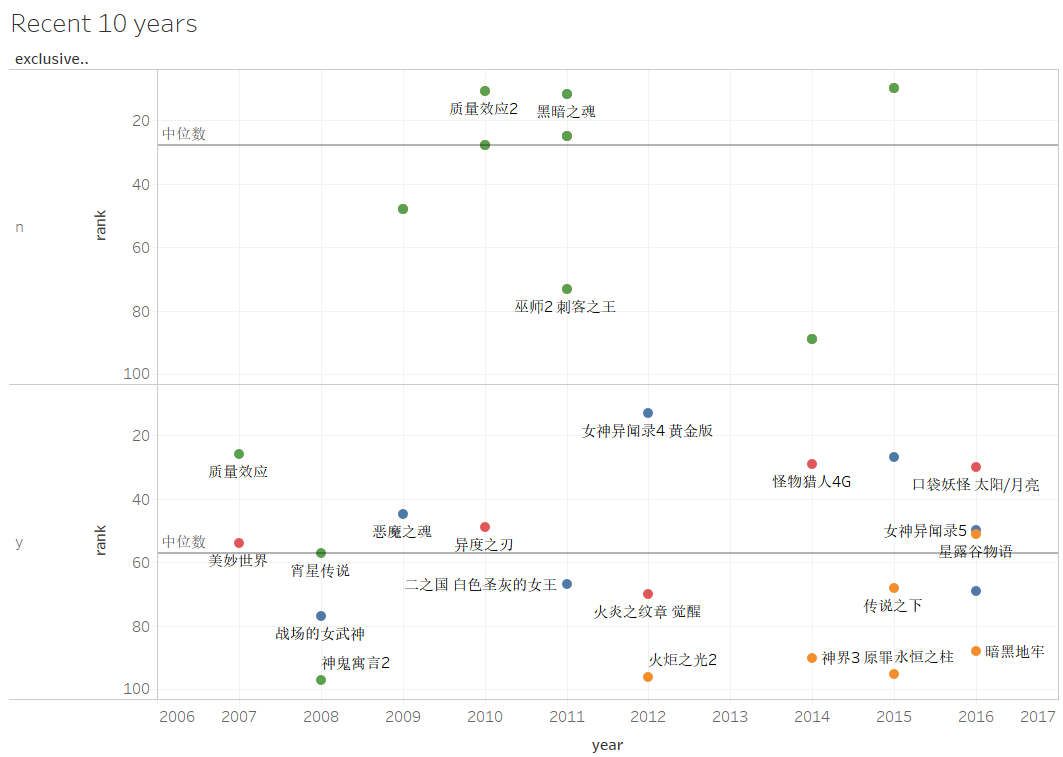 Recent 10 years
exclusive..
质量效应2
黑暗之魂
20
中位数
40
n
rank
60
巫师2 刺客之王
80
100
女神异闻录4 黄金版
20
质量效应
怪物猎人4G
口袋妖怪 太阳/月亮
40
恶魔之魂
女神异闻录5
y
rank
中位数
异度之刃
星露谷物语
美妙世界
60
宵星传说
二之国 白色圣灰的女王
火炎之纹章 觉醒
传说之下
80
战场的女武神
神鬼寓言2
火炬之光2
神界3 原罪
永恒之柱
暗黑地牢
100
2006 2007 2008 2009 2010 2011 2012 2013 2014 2015 2016 2017
year